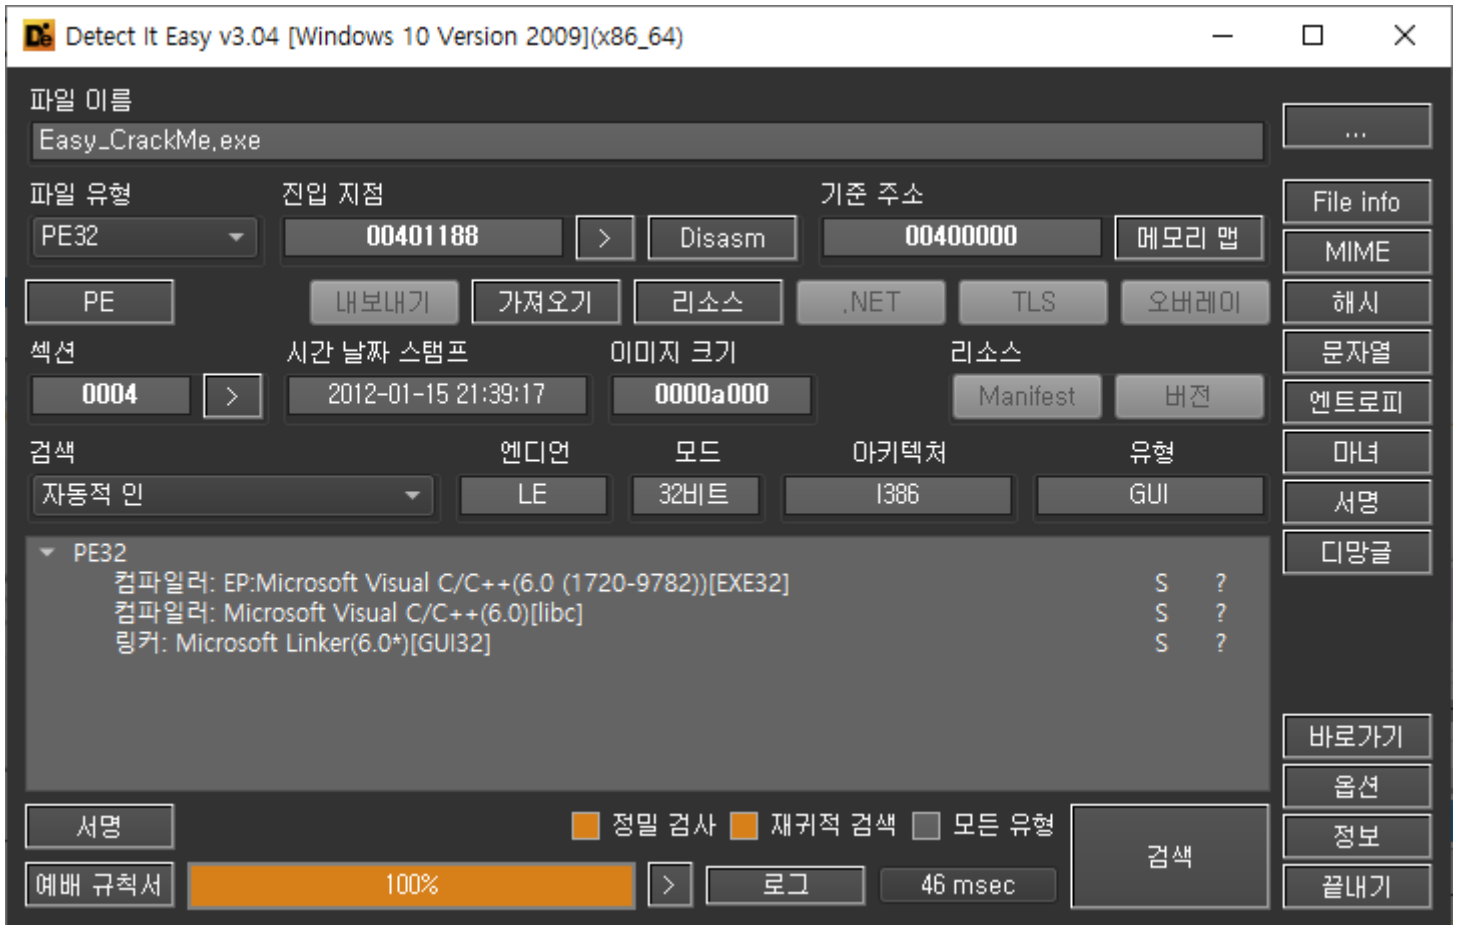 Detect It Easy v3.04 [Windows 10 Version 2009](x86_64)
파일 이름
Easy_CrackMe.exe
...
파일 유형 진입 지점 기준 주소
PE32 00401188 > Disasm 00400000 메모리 맵
File info
MIME
PE 내보내기 가져오기 리소스 .NET TLS 오버레이
해시
섹션 시간 날짜 스탬프 이미지 크기 리소스
문자열
0004 > 2012-01-15 21:39:17 0000a000 Manifest 버젼
엔트로피
검색 엔디언 모드 아키텍처 유형
마녀
자동적 인 LE 32비트 I386 GUI
서명
디망글
PE32
컴파일러: EP:Microsoft Visual C/C++(6.0 (1720-9782))[EXE32] S ?
컴파일러: Microsoft Visual C/C++(6.0)[libc] S ?
링커: Microsoft Linker(6.0*)[GUI32] S ?
바로가기
옵션
서명 정밀 검사 재귀적 검색 모든 유형
정보
검색
예배 규칙서 100% > 로그 46 msec
끝내기